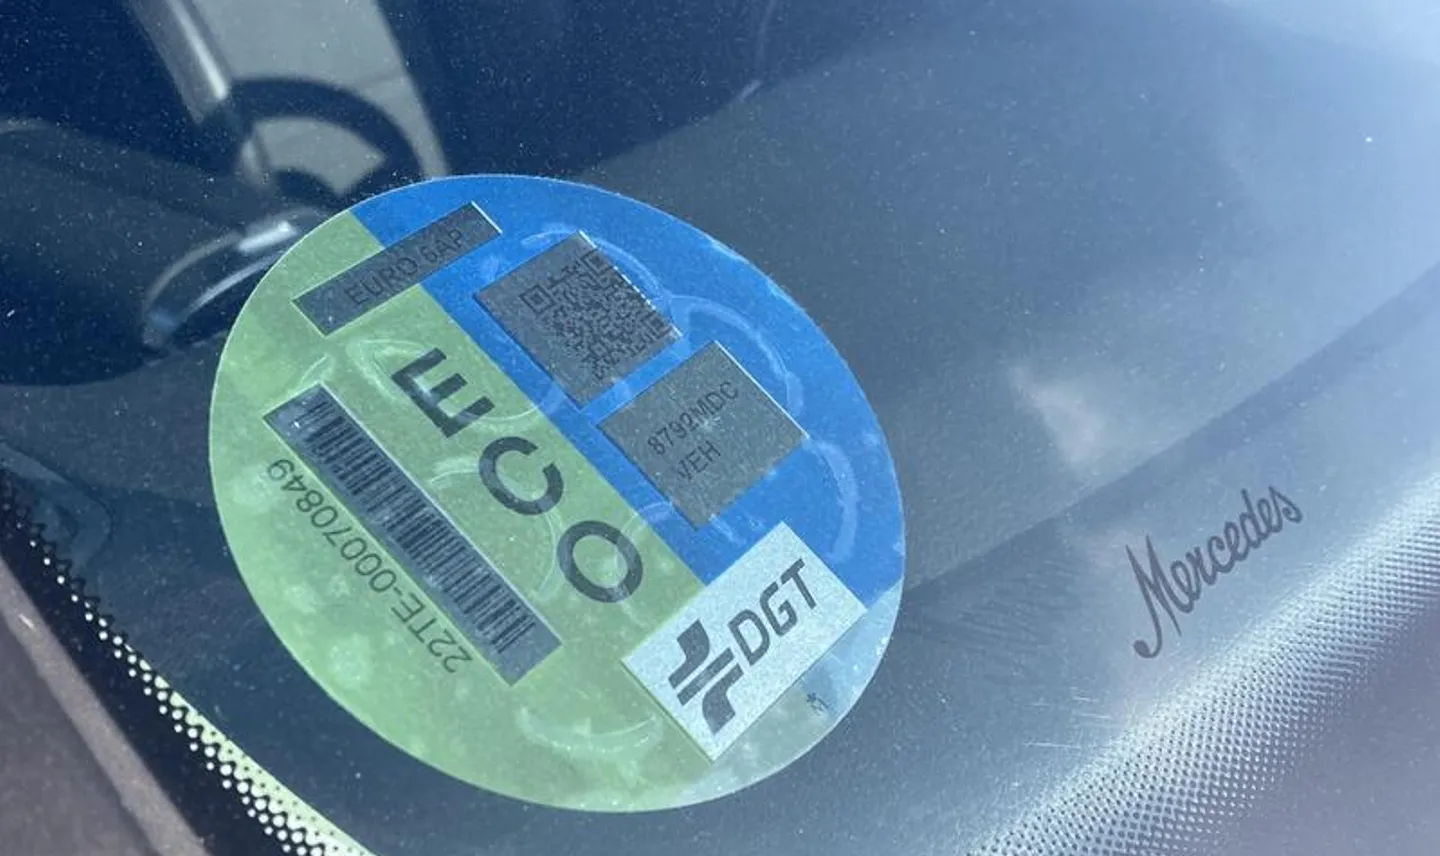 EURO 6AP
8792MDC
VEH
ECO
22TE-00070849
DGT
Mercedes